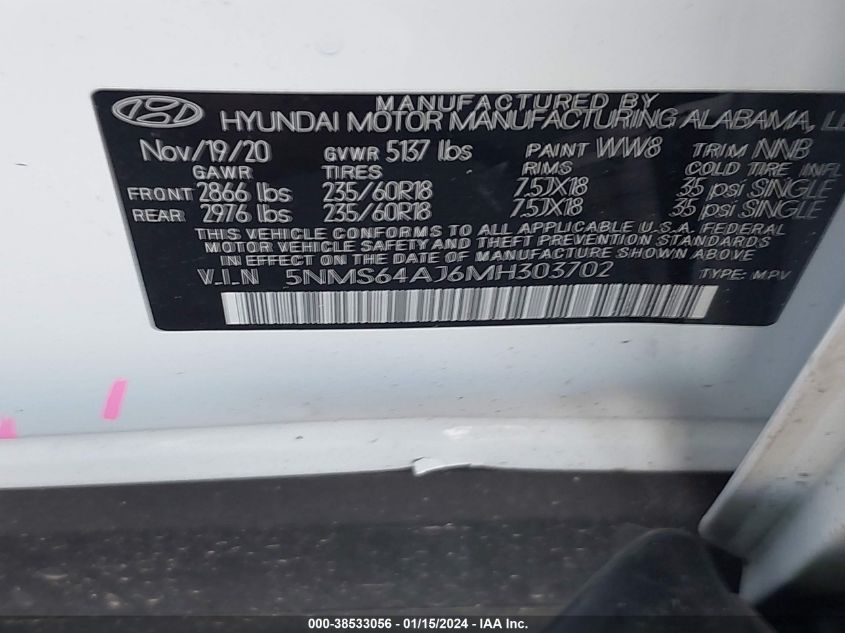 MANUFACTURED BY
HYUNDAI MOTOR MANUFACTURING ALABAMA,
Nov/19/20 GVWR 5137 lbs PAINT WW8 TRIM NNB
GAWR TIRES RIMS COLD TIRE INFL
FRONT 2866 lbs 235/60R18 7.5JX18 35 psi SINGLE
REAR 2976 lbs 235/60R18 7.5JX18 35 psi SINGLE
THIS VEHICLE CONFORMS TO ALL APPLICABLE U.S.A. FEDERAL
MOTOR VEHICLE SAFETY AND THEFT PREVENTION
STANDARDS IN EFFECT ON THE DATE OF MANUFACTURE SHOWN ABOVE
V.I.N 5NMS64AJ6MH303702 TYPE: MPV
000-38533056 - 01/15/2024 - IAA Inc.